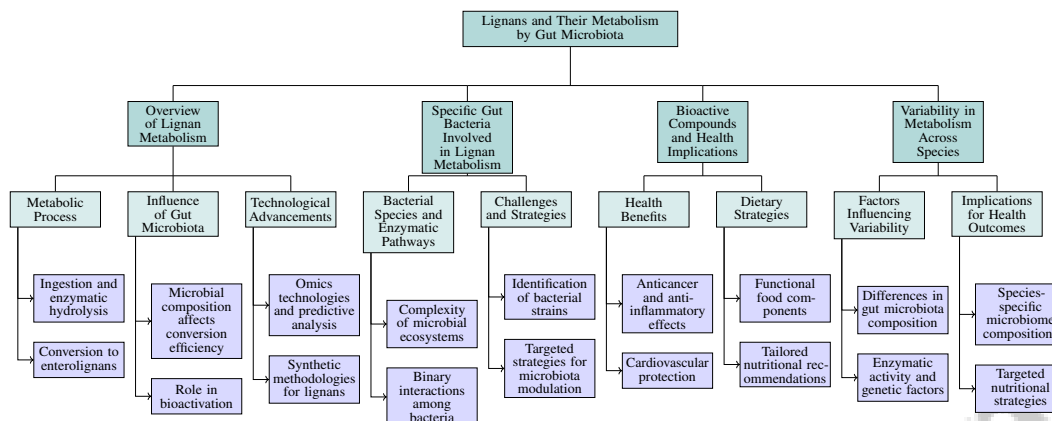 Lignans and Their Metabolism
by Gut Microbiota
Overview
of Lignan
Metabolism
Specific Gut
Bacteria
Involved
in Lignan
Metabolism
Bioactive
Compounds
and Health
Implications
Variability in
Metabolism
Across
Species
Metabolic
Process
Influence
of Gut
Microbiota
Technological
Advancements
Bacterial
Species and
Enzymatic
Pathways
Challenges
and Strategies
Health
Benefits
Dietary
Strategies
Factors
Influencing
Variability
Implications
for Health
Outcomes
Ingestion and
enzymatic
hydrolysis
Conversion to
enterolignans
Microbial
composition
affects
conversion
efficiency
Role in
bioactivation
Omics
technologies
and predictive
analysis
Synthetic
methodologies
for lignans
Complexity
of microbial
ecosystems
Binary
interactions
among
bacteria
Identification
of bacterial
strains
Targeted
strategies for
microbiota
modulation
Anticancer
and anti-
inflammatory
effects
Cardiovascular
protection
Functional
food com-
ponents
Tailored
nutritional rec-
ommendations
Differences in
gut microbiota
composition
Enzymatic
activity and
genetic factors
Species-
specific
microbiome
compositions
Targeted
nutritional
strategies